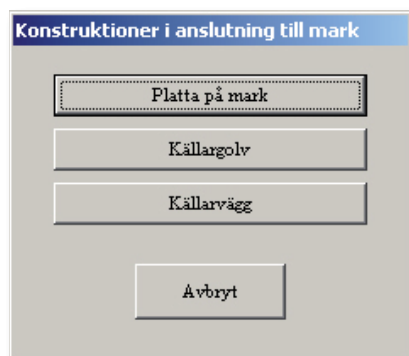 Konstruktioner i anslutning till mark
Platta på mark
Källargolv
Källarvägg
Avbryt